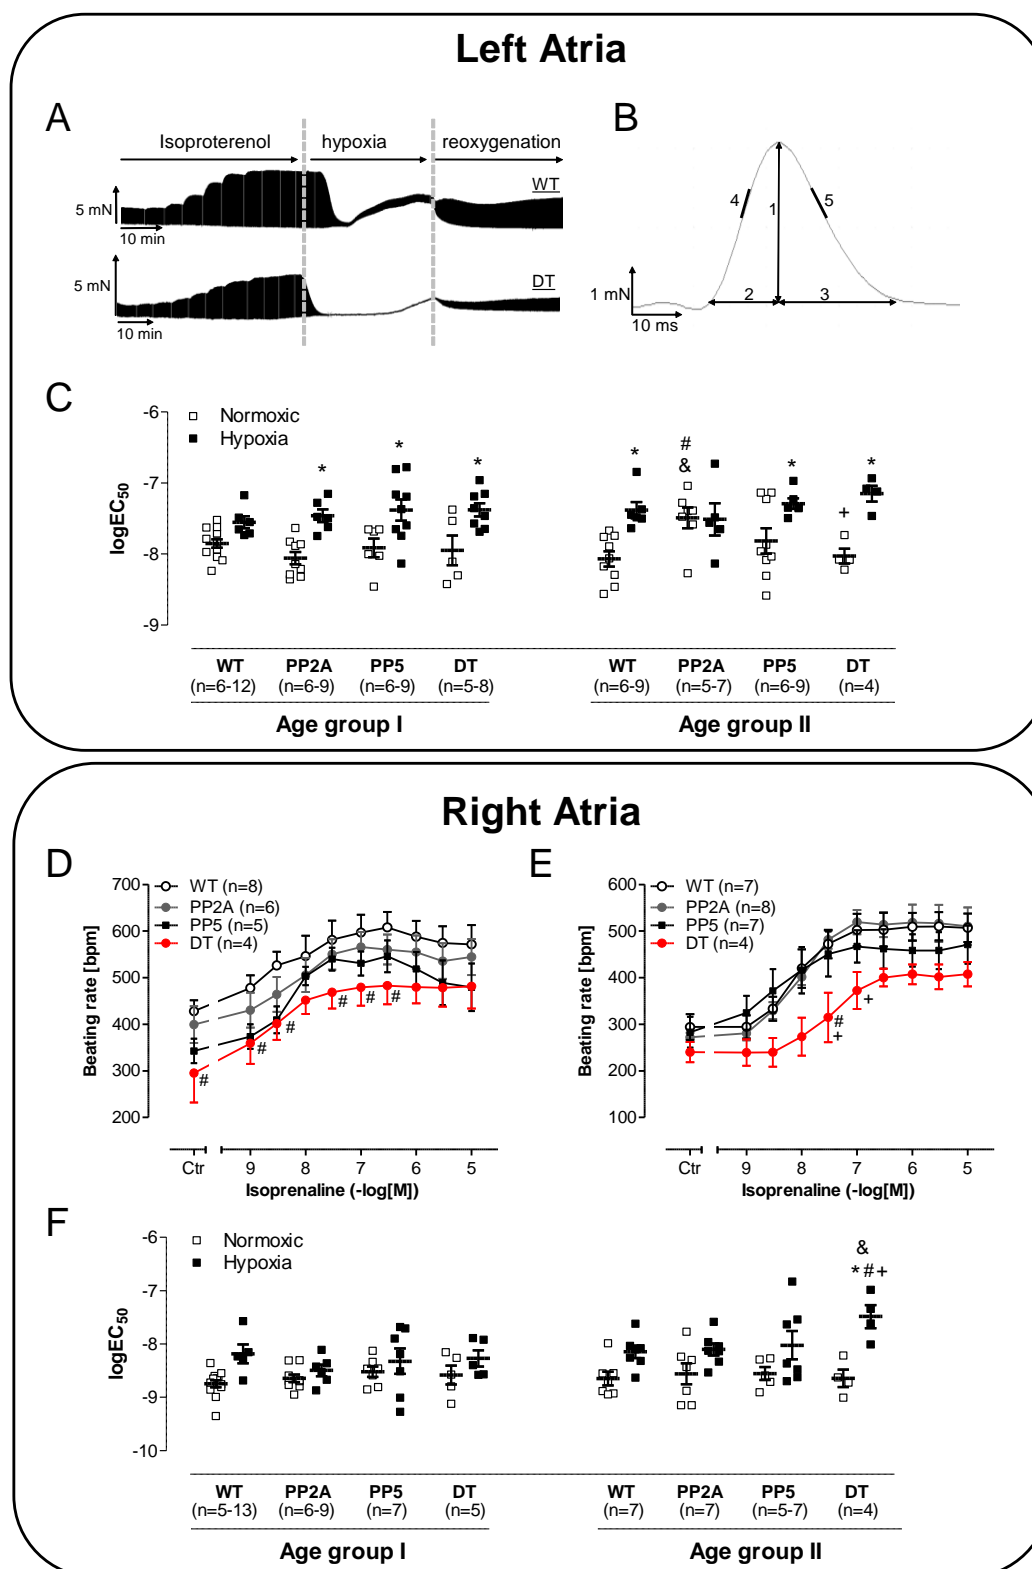 Left Atria
A
Isoproterenol
hypoxia
reoxygenation
WT
5 mN
10 min
DT
5 mN
10 min
B
4
1
5
2
3
1 mN
10 ms
C
Normoxic
Hypoxia
logEC50
-6
-7
-8
-9
*
*
*
*
#
&
*
+
*
WT
PP2A
PP5
DT
WT
PP2A
PP5
DT
(n=6-12)
(n=6-9)
(n=6-9)
(n=5-8)
(n=6-9)
(n=5-7)
(n=6-9)
(n=4)
Age group I
Age group II
Right Atria
D
WT (n=8)
PP2A (n=6)
PP5 (n=5)
DT (n=4)
Beating rate [bpm]
700
600
500
400
300
200
#
#
#
#
#
#
Ctr
9
8
7
6
5
Isoprenaline (-log[M])
E
WT (n=7)
PP2A (n=8)
PP5 (n=7)
DT (n=4)
Beating rate [bpm]
600
500
400
300
200
100
#
+
+
Ctr
9
8
7
6
5
Isoprenaline (-log[M])
F
Normoxic
Hypoxia
logEC50
-6
-7
-8
-9
-10
&
*#+
WT
PP2A
PP5
DT
WT
PP2A
PP5
DT
(n=5-13)
(n=6-9)
(n=7)
(n=5)
(n=7)
(n=7)
(n=5-7)
(n=4)
Age group I
Age group II